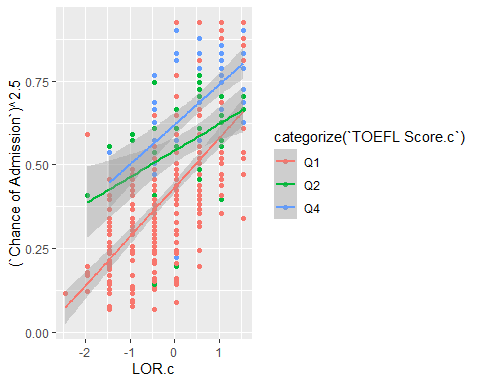 (`Chance of Admission`)^2.5
0.75
0.50
0.25
0.00
-2
-1
0
1
LOR.c
categorize(`TOEFL Score.c`)
Q1
Q2
Q4